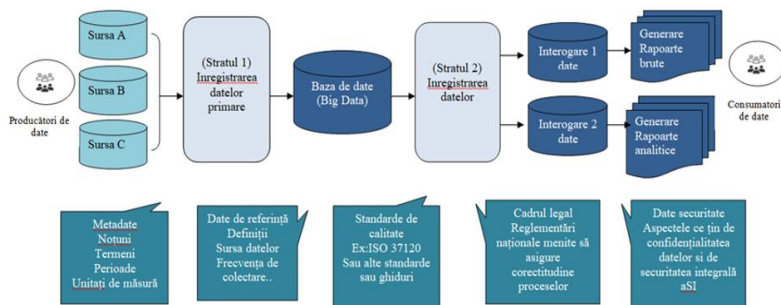 Sursa A
Sursa B
Sursa C
Producători de
date
(Stratul 1)
Inregistrarea
datelor
primare
Baza de date
(Big Data)
(Stratul 2)
Inregistrarea
datelor
Interogare 1
date
Interogare 2
date
Generare
Rapoarte
brute
Generare
Rapoarte
analitice
Consumatori
de date
Metadate
Noțuni
Termeni
Perioade
Unitați de măsură
Date de referință
Definiții
Sursa datelor
Frecvența de
colectare..
Standarde de
calitate
Ex:ISO 37120
Sau alte standarde
sau ghiduri
Cadrul legal
Reglementări
naționale menite să
asigure
corectitudine
proceselor
Date securitate
Aspectele ce țin de
confidențialitatea
datelor si de
securitatea integrală
aSI